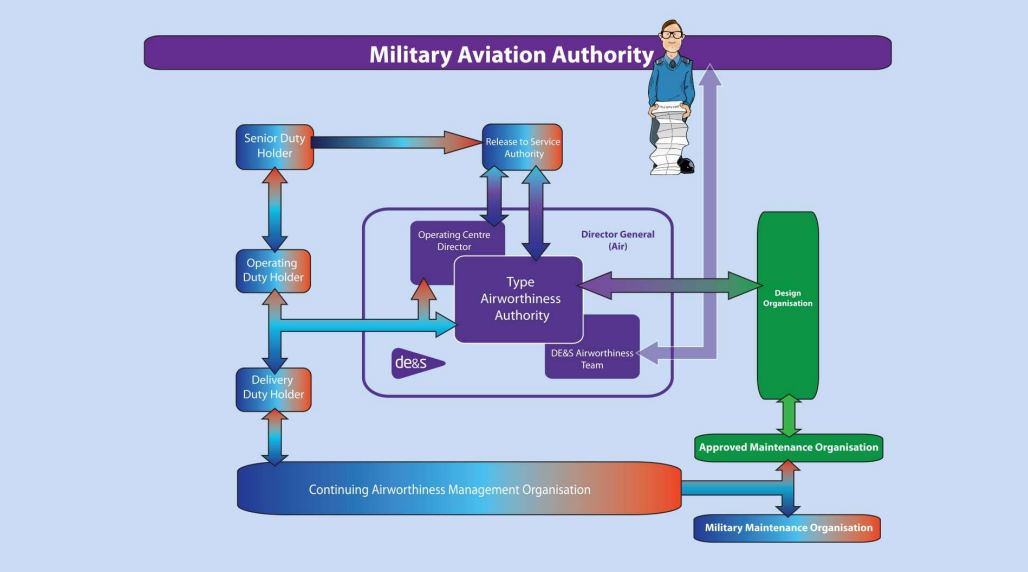 Military Aviation Authority
Senior Duty
Holder
Release to Service
Authority
Operating Centre
Director
Director General
(Air)
Operating
Duty Holder
Type
Airworthiness
Authority
Design
Organisation
DE&S Airworthiness
Team
de&s
Delivery
Duty Holder
Approved Maintenance Organisation
Continuing Airworthiness Management Organisation
Military Maintenance Organisation